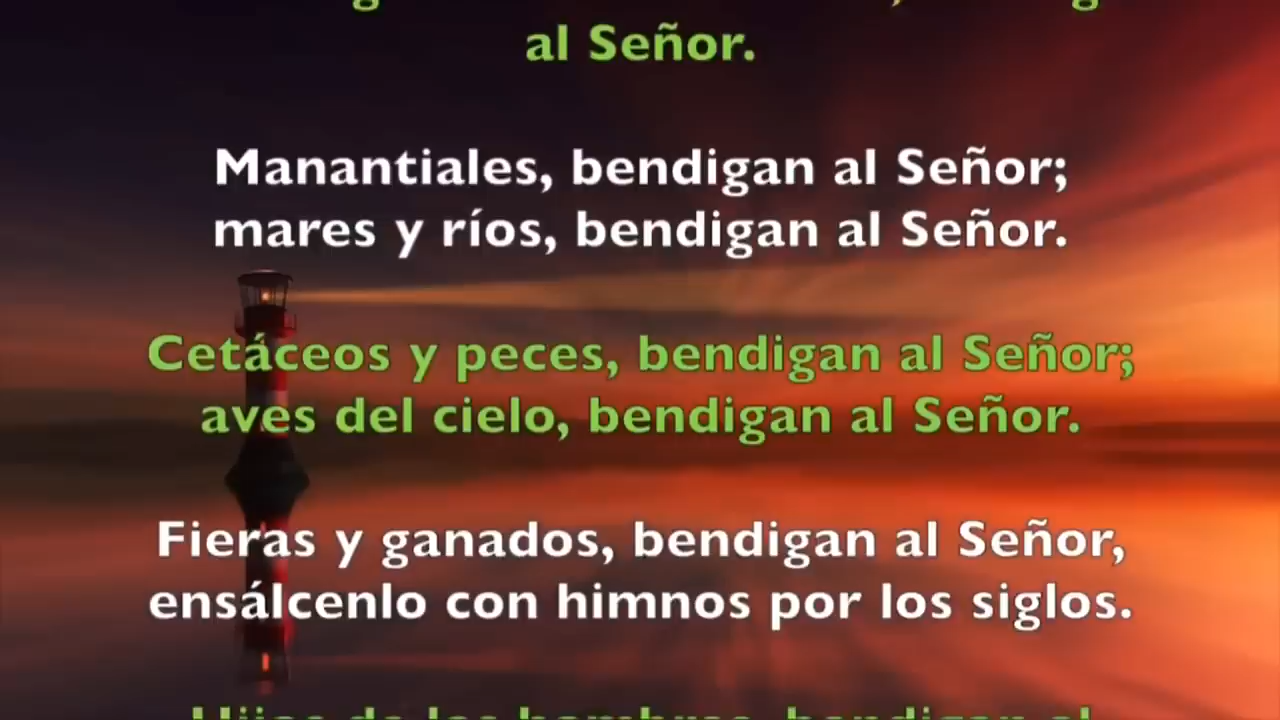 al Señor.
Manantiales, bendigan al Señor;
mares y ríos, bendigan al Señor.
Cetáceos y peces, bendigan al Señor;
aves del cielo, bendigan al Señor.
Fieras y ganados, bendigan al Señor,
ensálcenlo con himnos por los siglos.
Hijos de los hombres, bendigan al